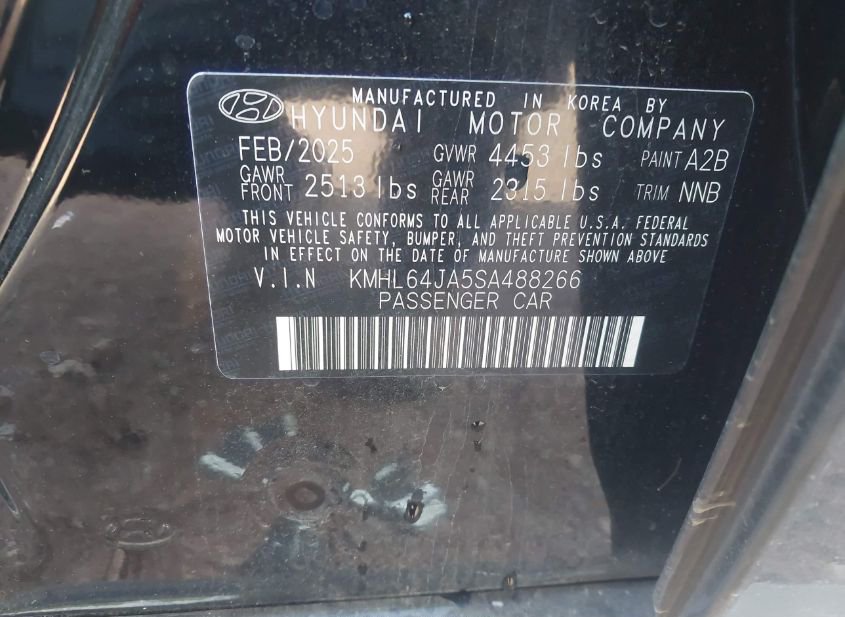 MANUFACTURED IN KOREA BY
HYUNDAI MOTOR COMPANY
FEB/2025 GVWR 4453 lbs PAINT A2B
GAWR FRONT 2513 lbs GAWR REAR 2315 lbs TRIM NNB
THIS VEHICLE CONFORMS TO ALL APPLICABLE U.S.A. FEDERAL
MOTOR VEHICLE SAFETY, BUMPER, AND THEFT PREVENTION STANDARDS
IN EFFECT ON THE DATE OF MANUFACTURE SHOWN ABOVE
V.I.N KMHL64JA5SA488266
PASSENGER CAR